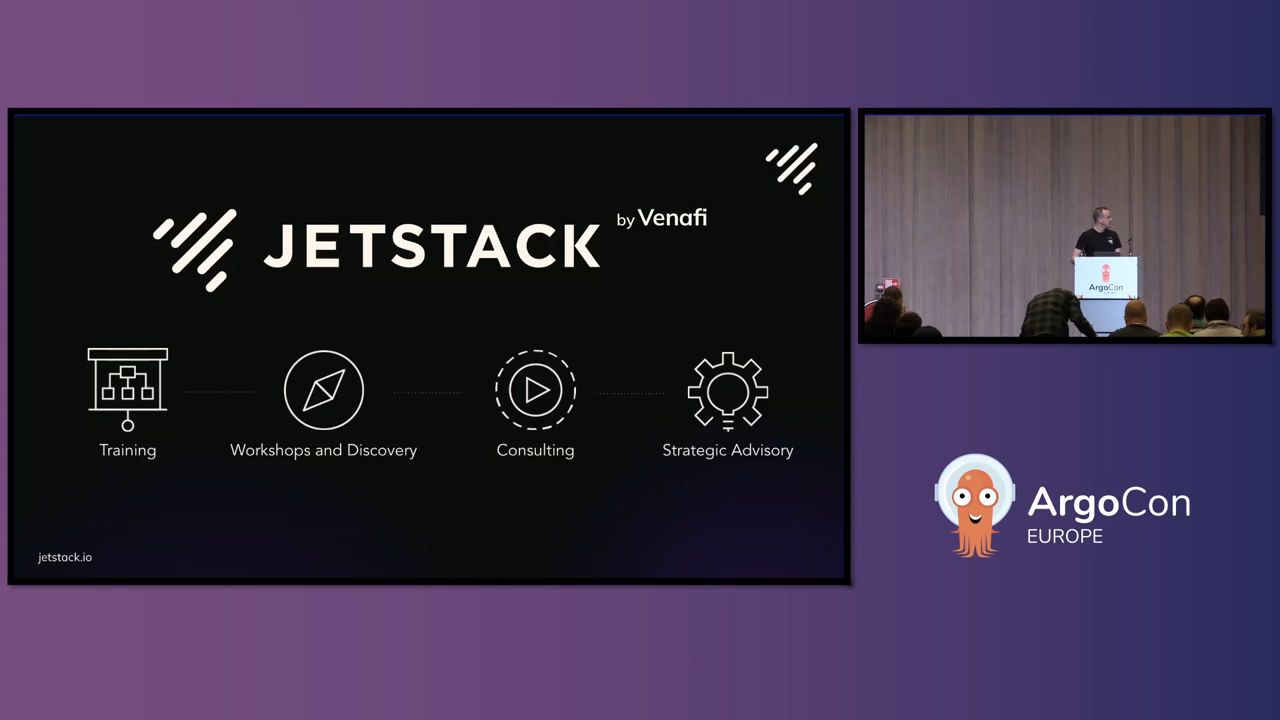 JETSTACK
by Venafi
Training
Workshops and Discovery
Consulting
Strategic Advisory
jetstack.io
ArgoCon
ArgoCon
EUROPE